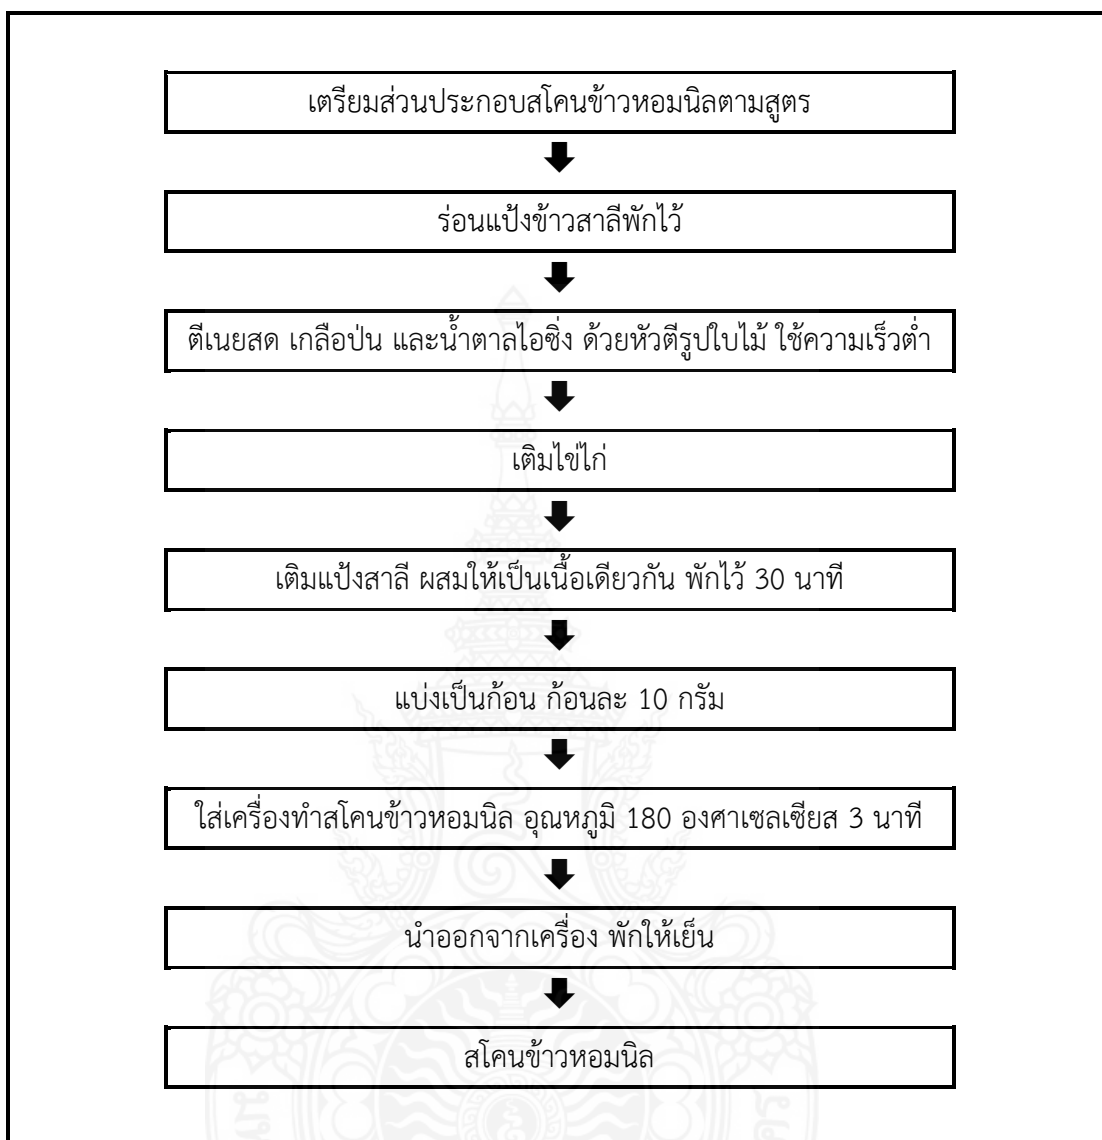 เตรียมส่วนประกอบสโคนข้าวหอมนิลตามสูตร
ร่อนแป้งข้าวสาลีพักไว้
ตีเนยสด เกลือป่น และน้ำตาลไอซิ่ง ด้วยหัวตีรูปใบไม้ ใช้ความเร็วต่ำ
เติมไข่ไก่
เติมแป้งสาลี ผสมให้เป็นเนื้อเดียวกัน พักไว้ 30 นาที
แบ่งเป็นก้อน ก้อนละ 10 กรัม
ใส่เครื่องทำสโคนข้าวหอมนิล อุณหภูมิ 180 องศาเซลเซียส 3 นาที
นำออกจากเครื่อง พักให้เย็น
สโคนข้าวหอมนิล